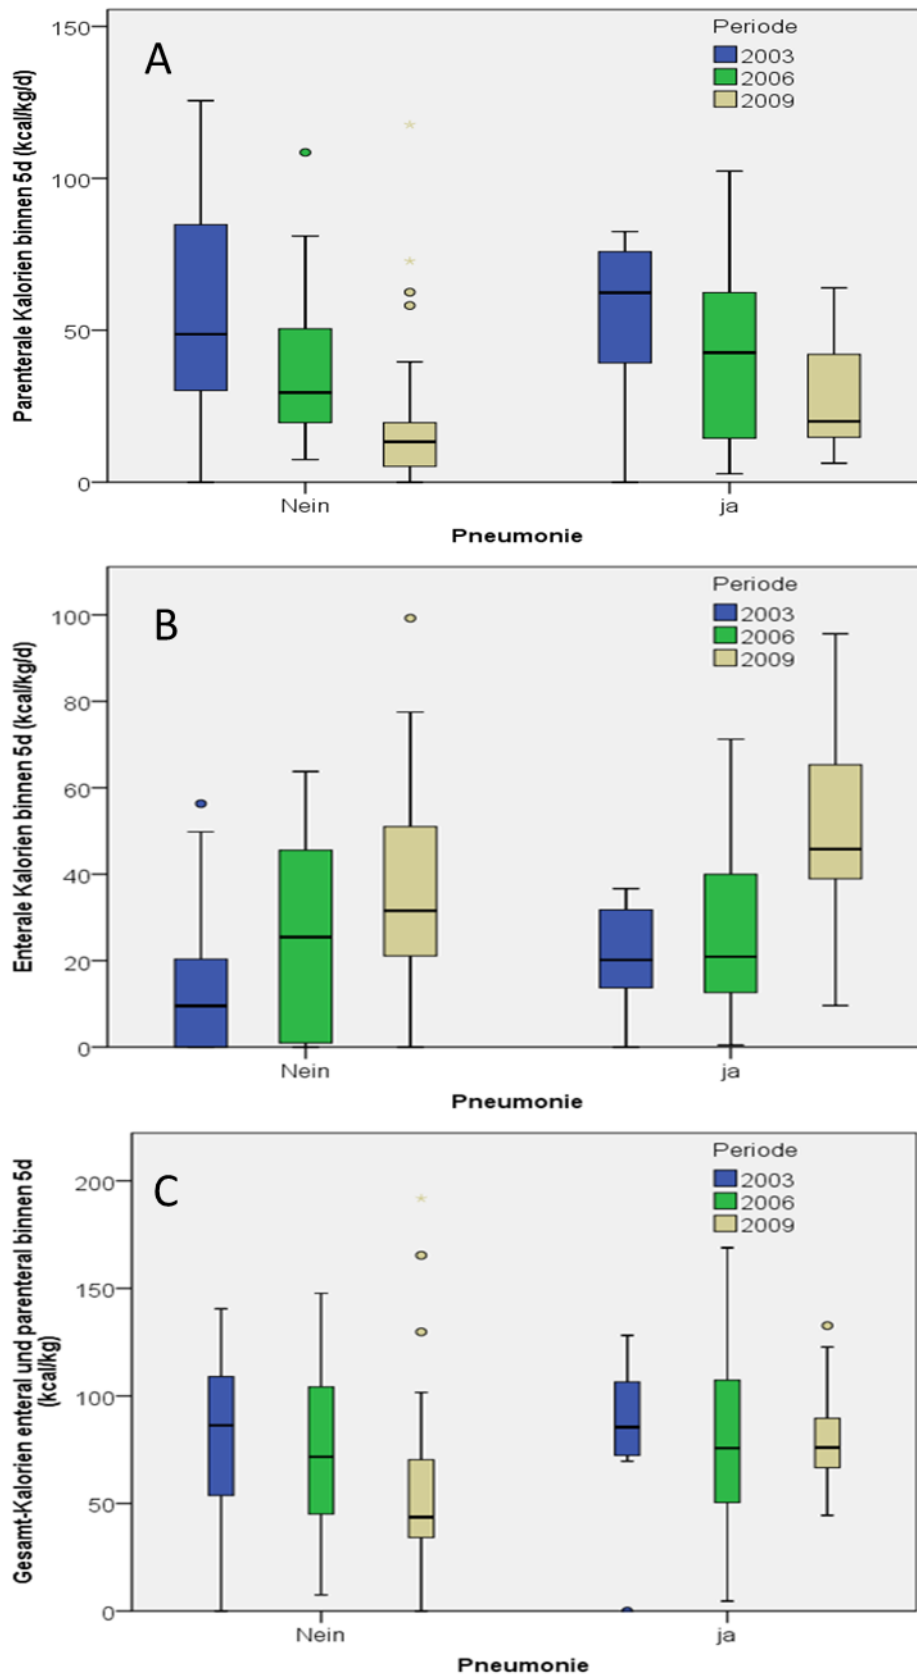 A
Periode
2003
2006
2009
Parenterale Kalorien binnen 5d (kcal/kg/d)
150
100
50
0
Nein
ja
Pneumonie
B
Periode
2003
2006
2009
Enterale Kalorien binnen 5d (kcal/kg/d)
100
80
60
40
20
0
Nein
ja
Pneumonie
C
Periode
2003
2006
2009
Gesamt-Kalorien enteral und parenteral binnen 5d
(kcal/kg)
200
150
100
50
0
Nein
ja
Pneumonie